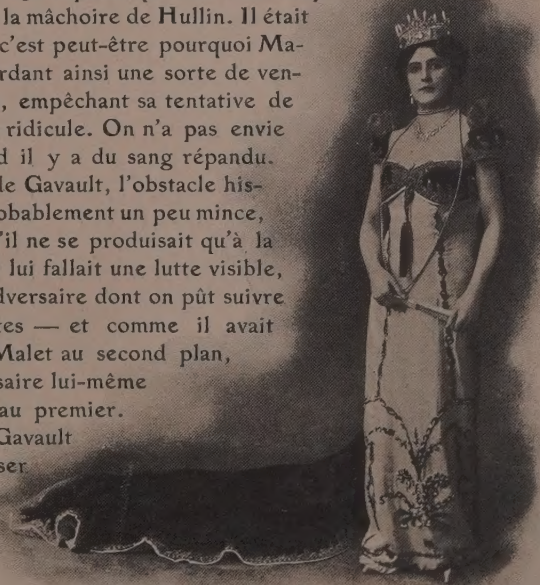 la mâchoire de Hullin. Il était
c'est peut-être pourquoi Ma-
rdant ainsi une sorte de ven-
, empêchant sa tentative de
ridicule. On n'a pas envie
d il y a du sang répandu.
de Gavault, l'obstacle his-
obablement un peu mince,
'il ne se produisait qu'à la
lui fallait une lutte visible,
dversaire dont on pût suivre
res — et comme il avait
Malet au second plan,
saire lui-même
au premier.
Gavault
ser